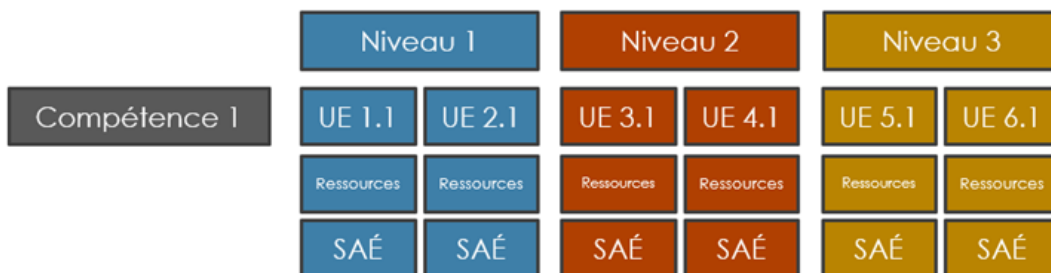 Niveau 1 Niveau 2 Niveau 3
Compétence 1 UE 1.1 UE 2.1 UE 3.1 UE 4.1 UE 5.1 UE 6.1
Ressources Ressources Ressources Ressources Ressources Ressources
SAÉ SAÉ SAÉ SAÉ SAÉ SAÉ